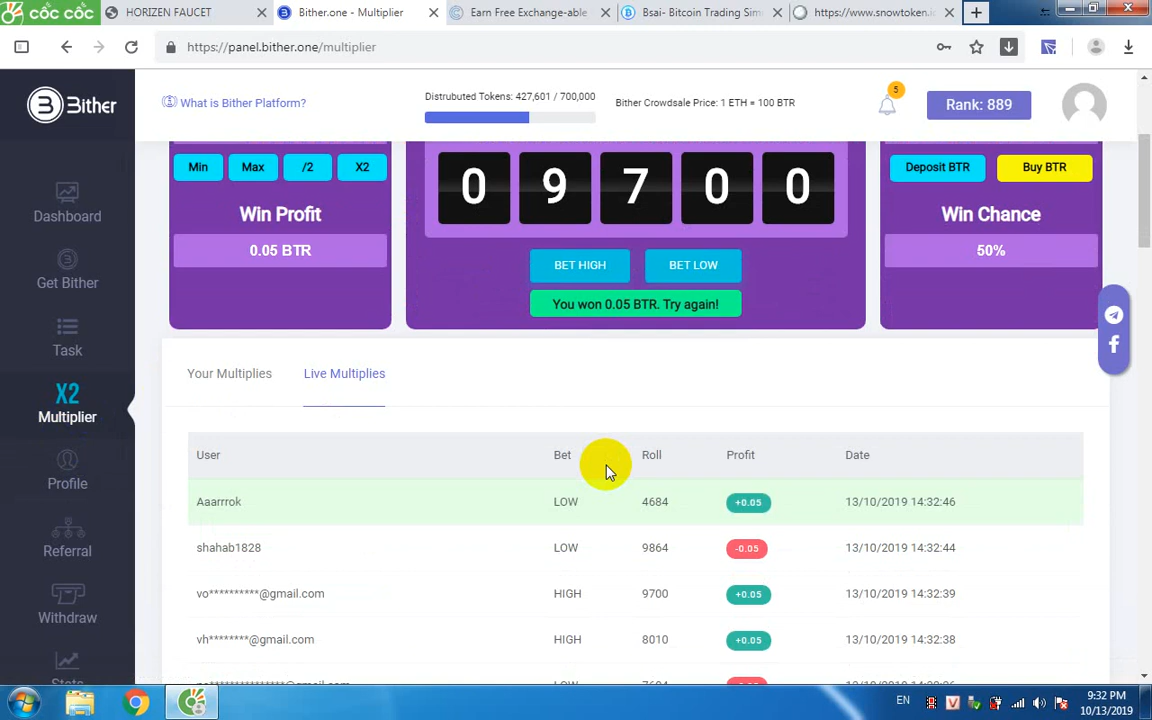 cốc cốc
HORIZEN FAUCET
Bither.one - Multiplier
Earn Free Exchange-able
Bsai- Bitcoin Trading Sim
https://www.snowtoken.i
https://panel.bither.one/multiplier
Bither
What is Bither Platform?
Distrubuted Tokens: 427,601 / 700,000
Bither Crowdsale Price: 1 ETH = 100 BTR
5
Rank: 889
Min
Max
/2
X2
0 9 7 0 0
Deposit BTR
Buy BTR
Win Profit
0.05 BTR
BET HIGH
BET LOW
You won 0.05 BTR. Try again!
Win Chance
50%
Dashboard
Get Bither
Task
X2
Multiplier
Profile
Referral
Withdraw
Stats
Your Multiplies
Live Multiplies
User Bet Roll Profit Date
Aaarrrok LOW 4684 +0.05 13/10/2019 14:32:46
shahab1828 LOW 9864 -0.05 13/10/2019 14:32:44
vo**********@gmail.com HIGH 9700 +0.05 13/10/2019 14:32:39
vh********@gmail.com HIGH 8010 +0.05 13/10/2019 14:32:38
EN
V
9:32 PM
10/13/2019